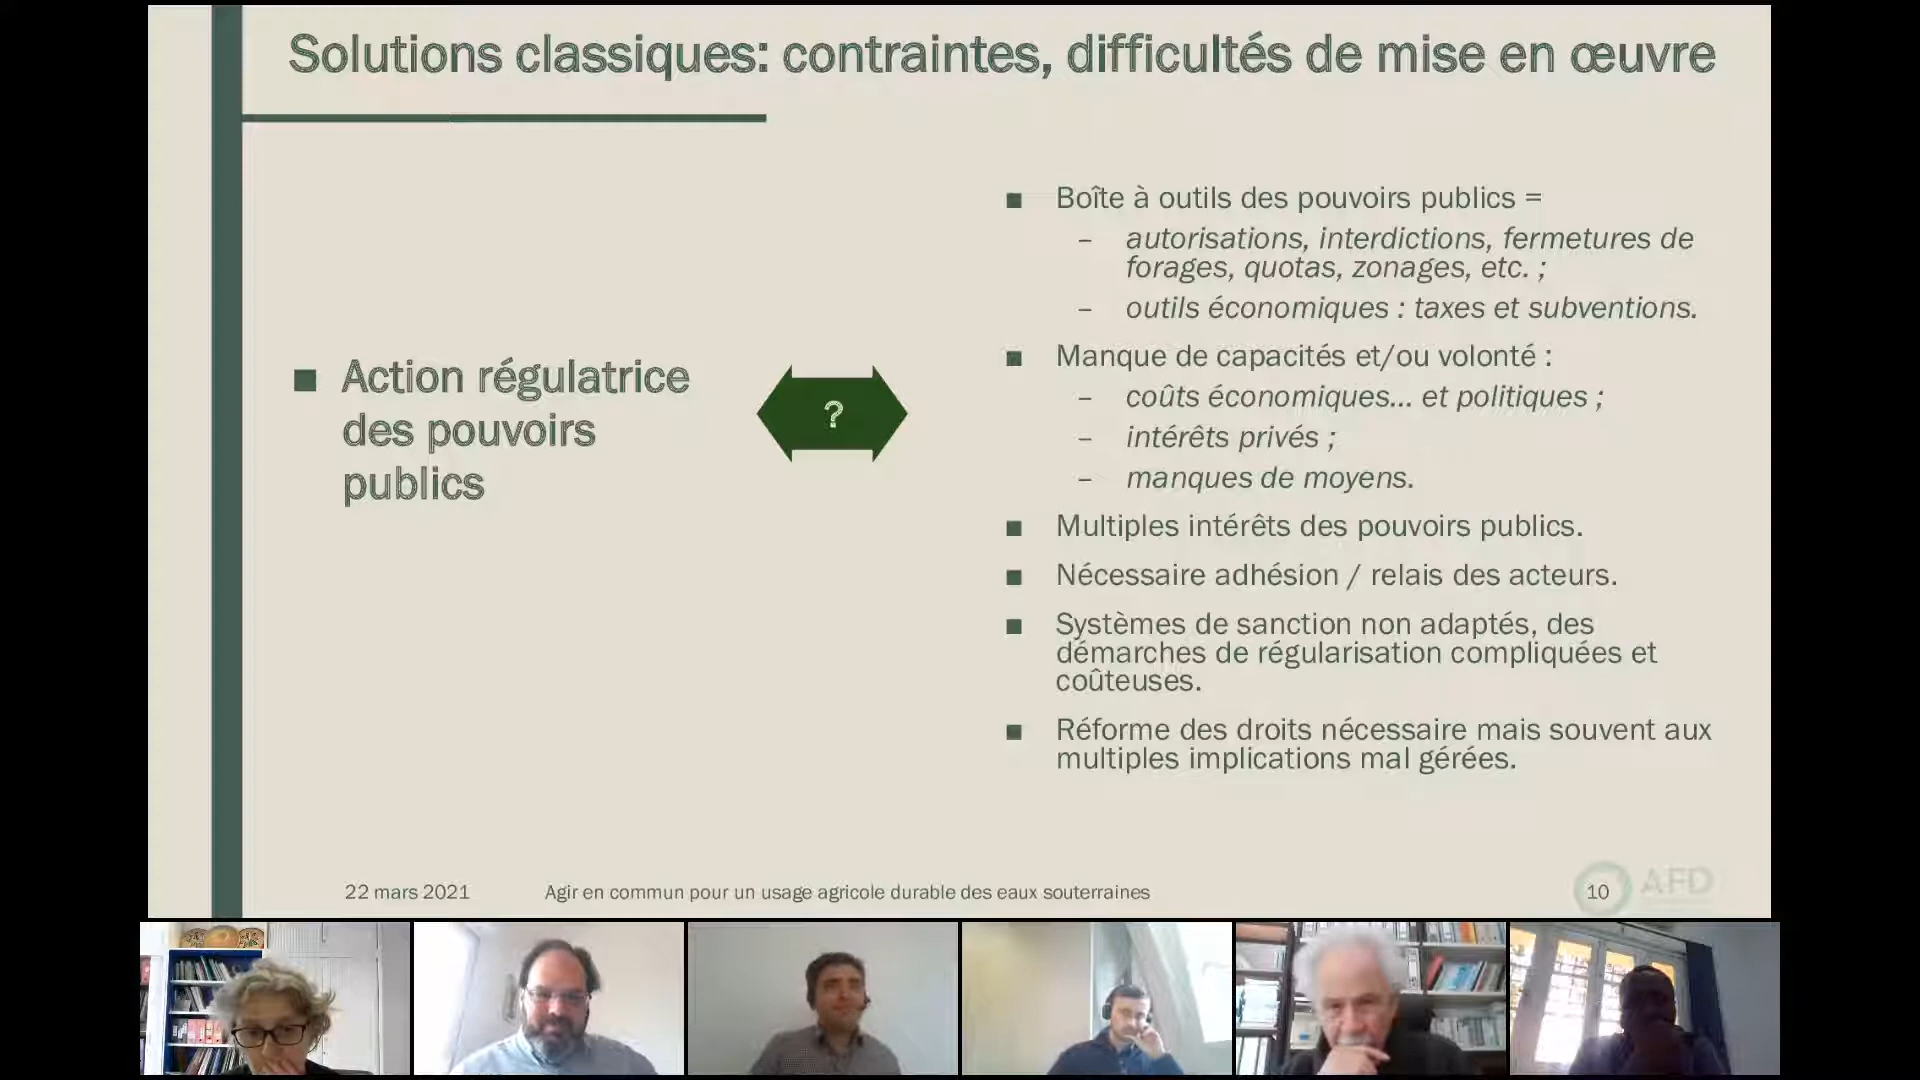 Solutions classiques: contraintes, difficultés de mise en œuvre
■ Action régulatrice
des pouvoirs
publics
?
■ Boîte à outils des pouvoirs publics =
– autorisations, interdictions, fermetures de
forages, quotas, zonages, etc. ;
– outils économiques : taxes et subventions.
■ Manque de capacités et/ou volonté :
– coûts économiques... et politiques ;
– intérêts privés ;
– manques de moyens.
■ Multiples intérêts des pouvoirs publics.
■ Nécessaire adhésion / relais des acteurs.
■ Systèmes de sanction non adaptés, des
démarches de régularisation compliquées et
coûteuses.
■ Réforme des droits nécessaire mais souvent aux
multiples implications mal gérées.
22 mars 2021
Agir en commun pour un usage agricole durable des eaux souterraines
10
AFD